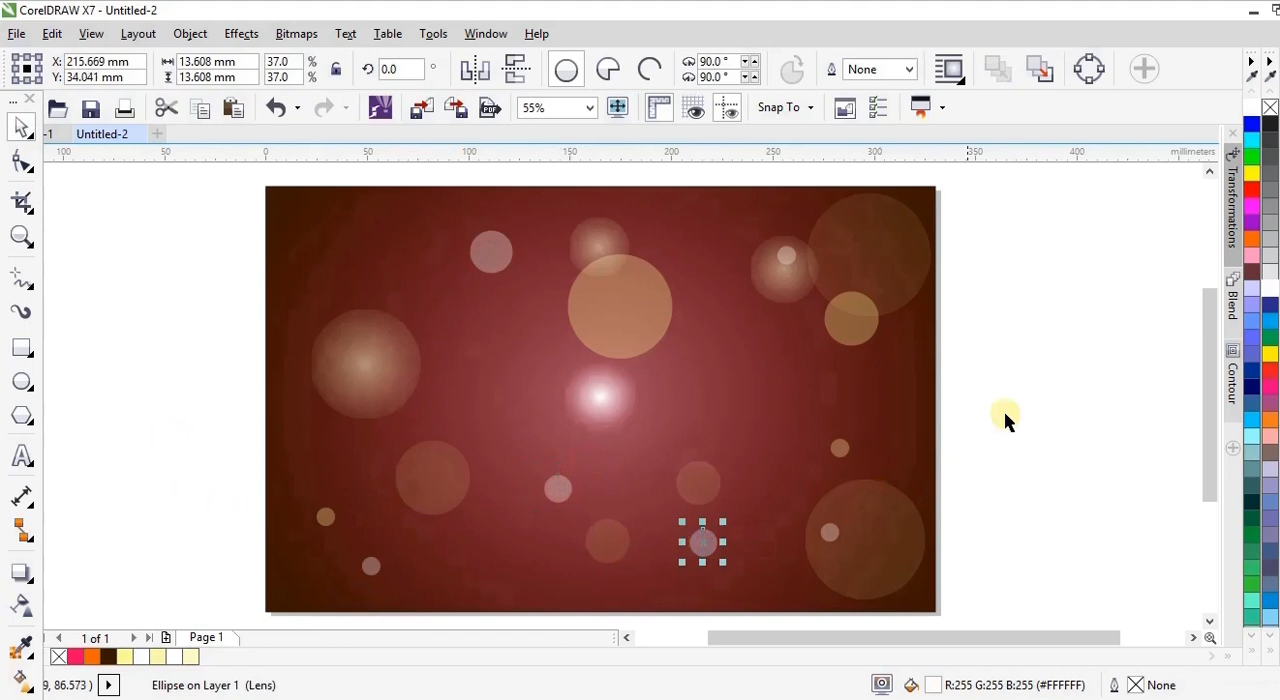 CorelDRAW X7 - Untitled-2
File Edit View Layout Object Effects Bitmaps Text Table Tools Window Help
X: 215.669 mm 13.608 mm 37.0 % 0.0 ° 90.0 ° None
Y: 34.041 mm 13.608 mm 37.0 % 90.0 °
PDF 55% Snap To
-1 Untitled-2
100 50 0 50 100 150 200 250 300 350 400 millimeters
Transformations
Blend
Contour
1 of 1 Page 1
9, 86.573 ) Ellipse on Layer 1 (Lens) R:255 G:255 B:255 (#FFFFFF) None